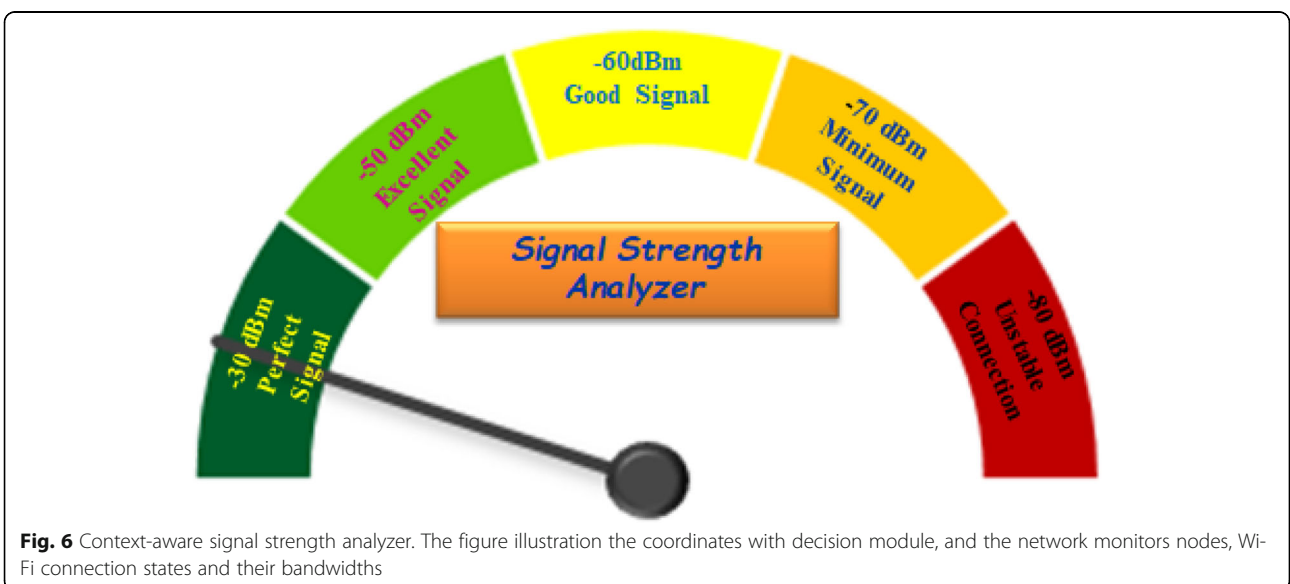 -60dBm
Good Signal
-50 dBm
Excellent
Signal
-70 dBm
Minimum
Signal
Signal Strength
Analyzer
-30 dBm
Perfect
Signal
-80 dBm
Unstable
Connection
Fig. 6 Context-aware signal strength analyzer. The figure illustration the coordinates with decision module, and the network monitors nodes, Wi-
Fi connection states and their bandwidths